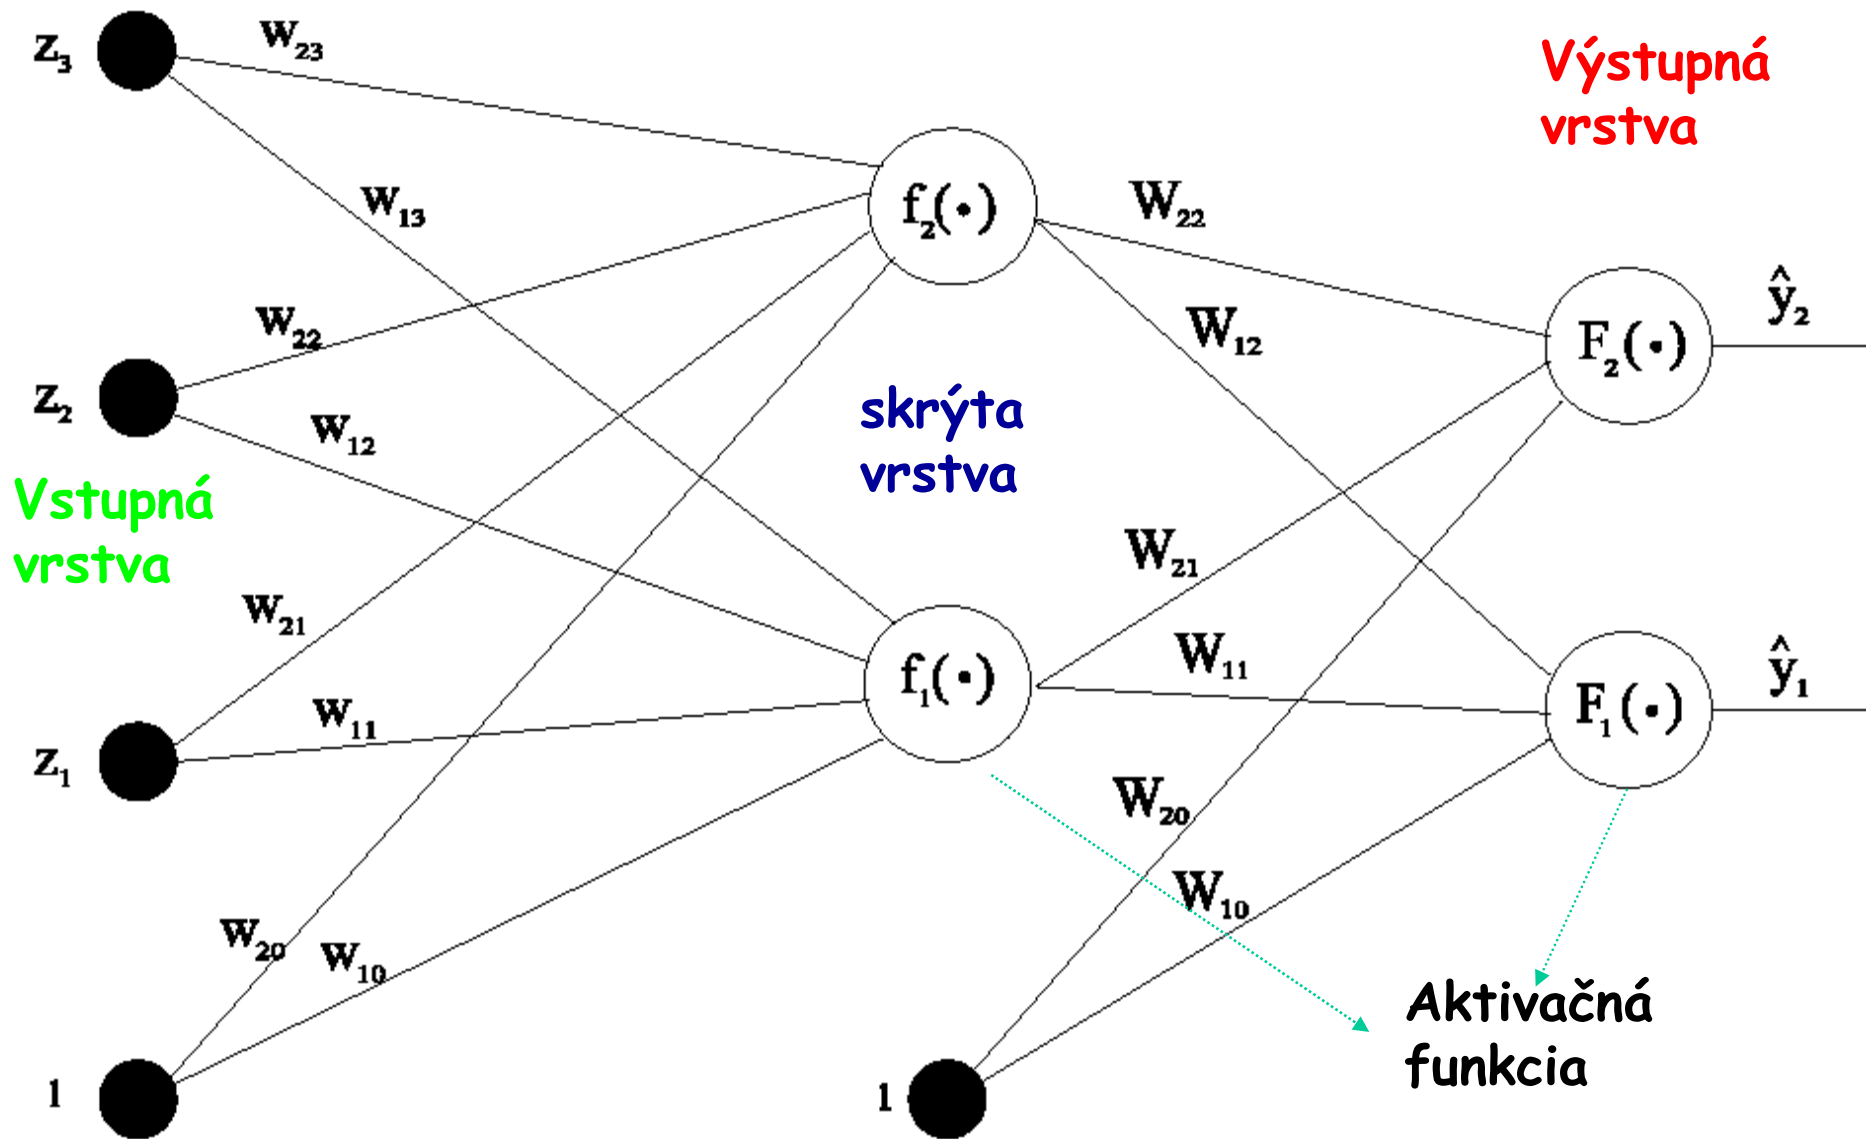 z₃
w₂₃
Výstupná
vrstva
w₁₃
f₂(•)
W₂₂
z₂
w₂₂
W₁₂
F₂(•)
ŷ₂
w₁₂
skrýta
vrstva
Vstupná
vrstva
W₂₁
w₂₁
z₁
w₁₁
f₁(•)
W₁₁
F₁(•)
ŷ₁
W₂₀
w₂₀
w₁₀
W₁₀
Aktivačná
funkcia
1
1